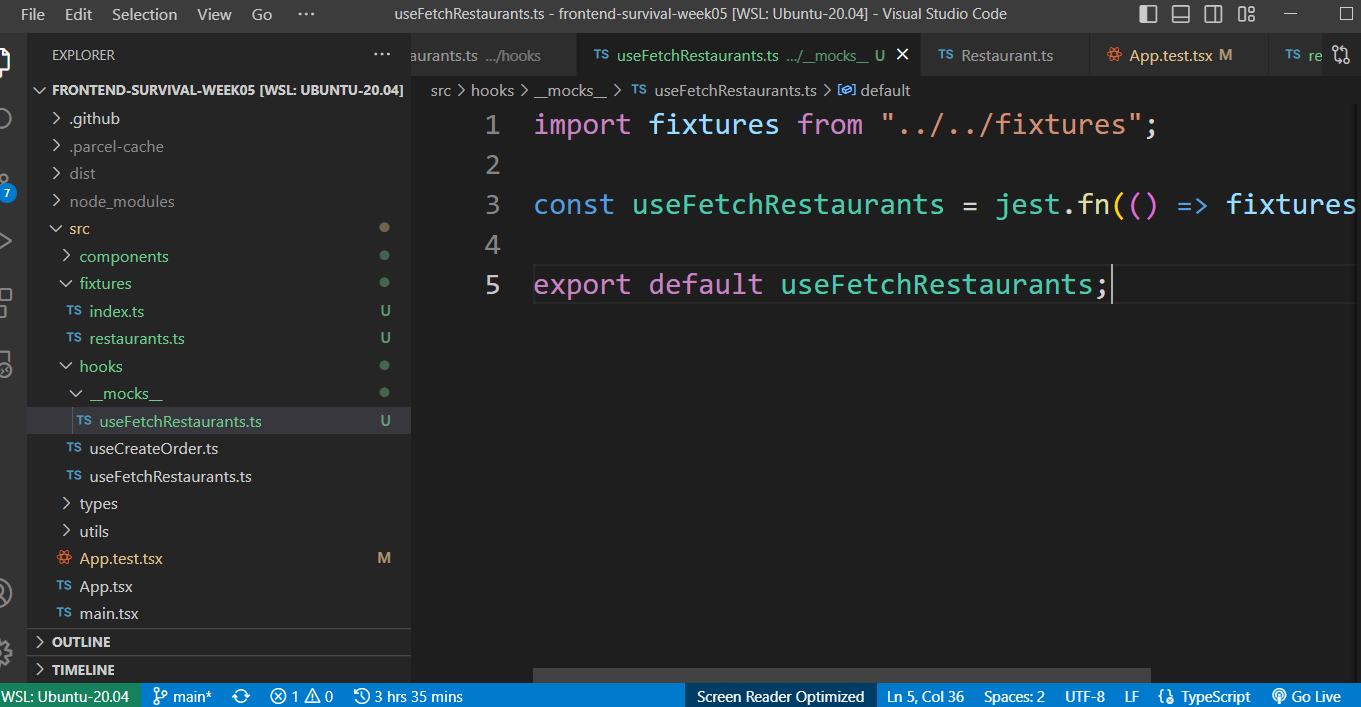 File Edit Selection View Go ··· useFetchRestaurants.ts - frontend-survival-week05 [WSL: Ubuntu-20.04] - Visual Studio Code
EXPLORER ···
FRONTEND-SURVIVAL-WEEK05 [WSL: UBUNTU-20.04]
.github
.parcel-cache
dist
7
node_modules
src
components
fixtures
TS index.ts U
TS restaurants.ts U
hooks
__mocks__
TS useFetchRestaurants.ts U
TS useCreateOrder.ts
TS useFetchRestaurants.ts
types
utils
App.test.tsx M
TS App.tsx
TS main.tsx
OUTLINE
TIMELINE
aurants.ts .../hooks TS useFetchRestaurants.ts .../__mocks__ U TS Restaurant.ts App.test.tsx M TS re
src > hooks > __mocks__ > TS useFetchRestaurants.ts > default
1 import fixtures from "../../fixtures";
2
3 const useFetchRestaurants = jest.fn(() => fixtures
4
5 export default useFetchRestaurants;
WSL: Ubuntu-20.04 main* 1 0 3 hrs 35 mins Screen Reader Optimized Ln 5, Col 36 Spaces: 2 UTF-8 LF {} TypeScript Go Live